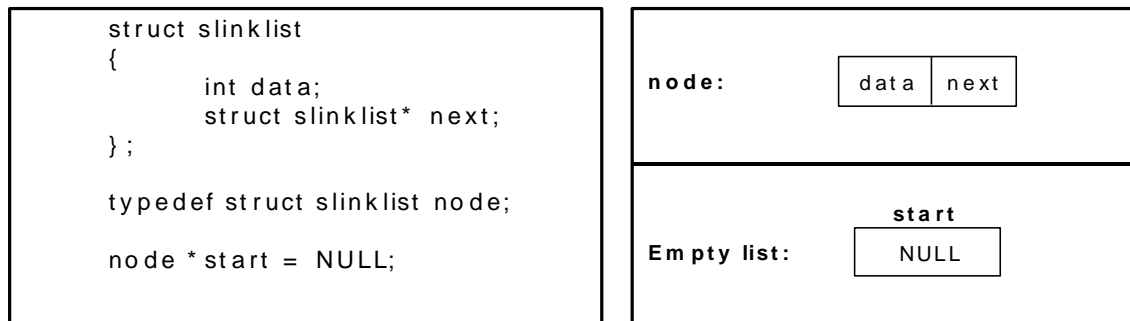 struct slinklist
{
int data;
struct slinklist* next;
};
typedef struct slinklist node;
node *start = NULL;
node: data next
start
Empty list: NULL